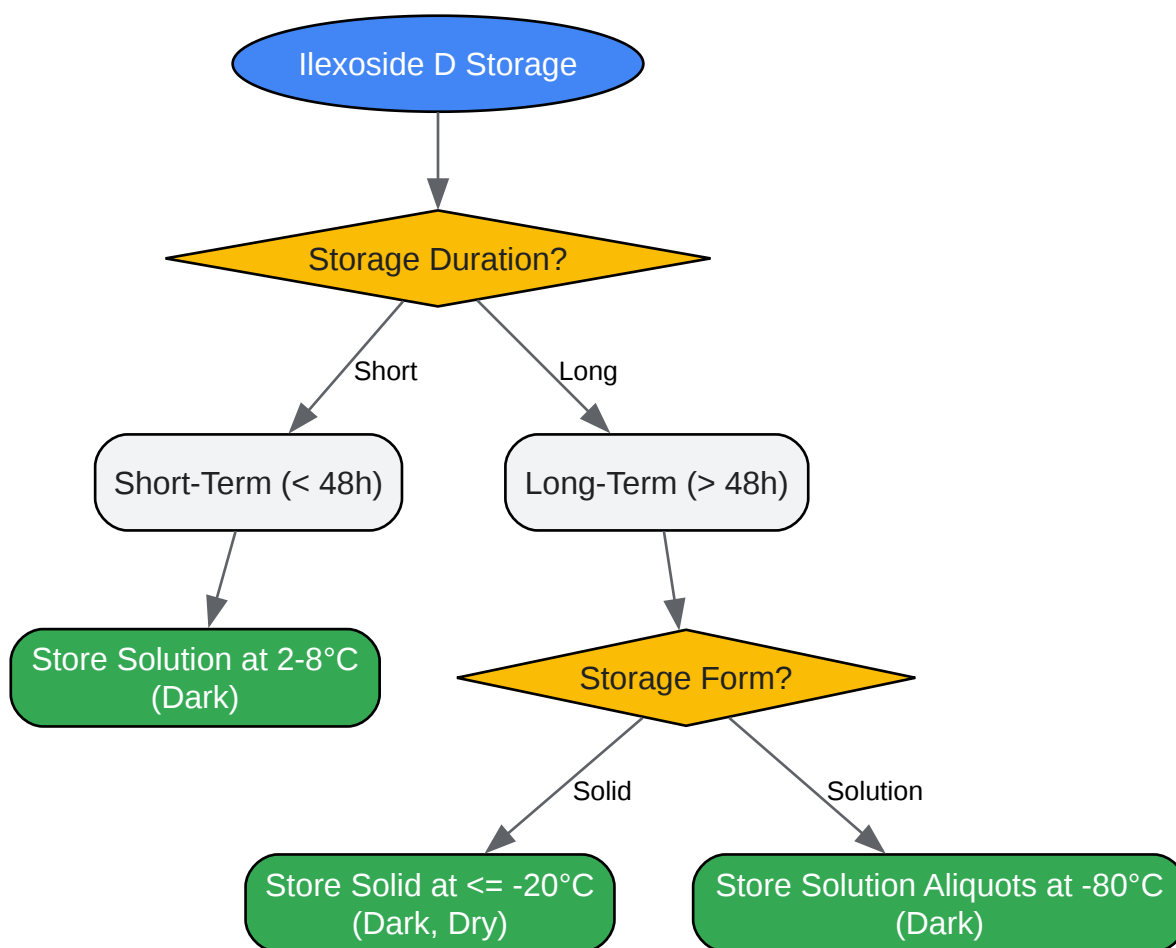 Ilexoside D Storage
Storage Duration?
Short
Long
Short-Term (< 48h)
Long-Term (> 48h)
Store Solution at 2-8°C
(Dark)
Storage Form?
Solid
Solution
Store Solid at <= -20°C
(Dark, Dry)
Store Solution Aliquots at -80°C
(Dark)